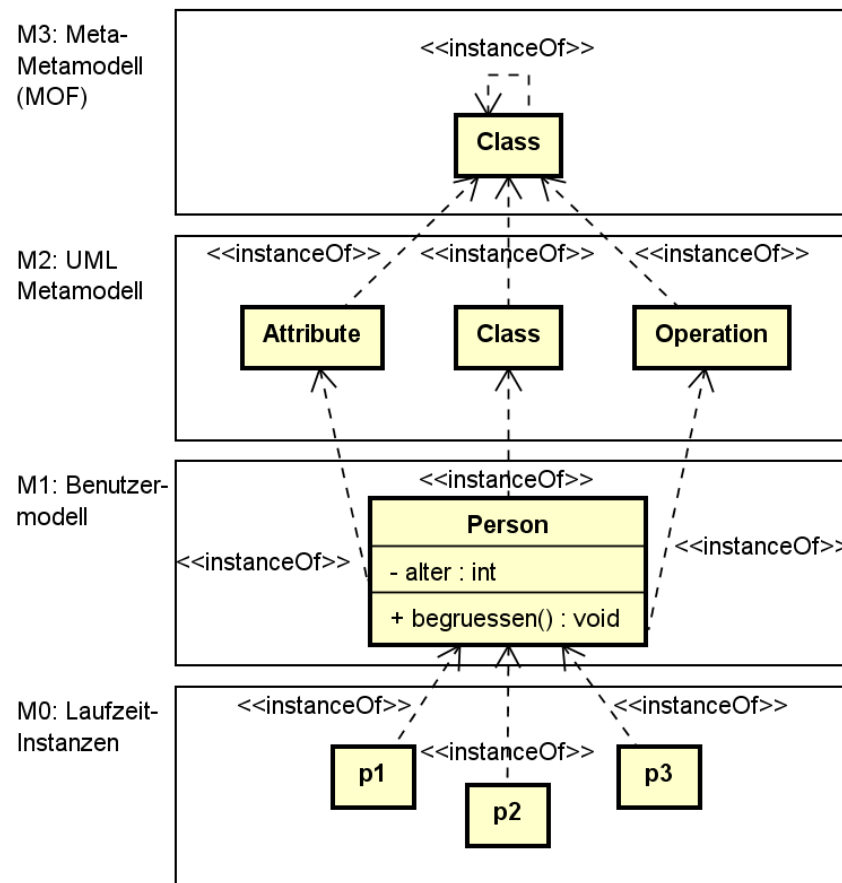 M3: Meta-
Metamodell
(MOF)
<<instanceOf>>
Class
M2: UML
Metamodell
<<instanceOf>>
<<instanceOf>>
<<instanceOf>>
Attribute
Class
Operation
M1: Benutzer-
modell
<<instanceOf>>
Person
- alter : int
+ begruessen() : void
<<instanceOf>>
<<instanceOf>>
M0: Laufzeit-
Instanzen
<<instanceOf>>
<<instanceOf>>
<<instanceOf>>
p1
p2
p3